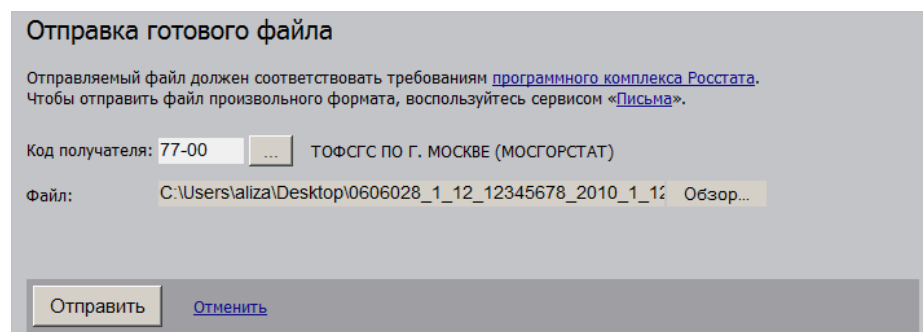 Отправка готового файла
Отправляемый файл должен соответствовать требованиям программного комплекса Росстата.
Чтобы отправить файл произвольного формата, воспользуйтесь сервисом «Письма».
Код получателя: 77-00 ... ТОФСГС ПО Г. МОСКВЕ (МОСГОРСТАТ)
Файл: C:\Users\aliza\Desktop\0606028_1_12_12345678_2010_1_12 Обзор...
Отправить Отменить